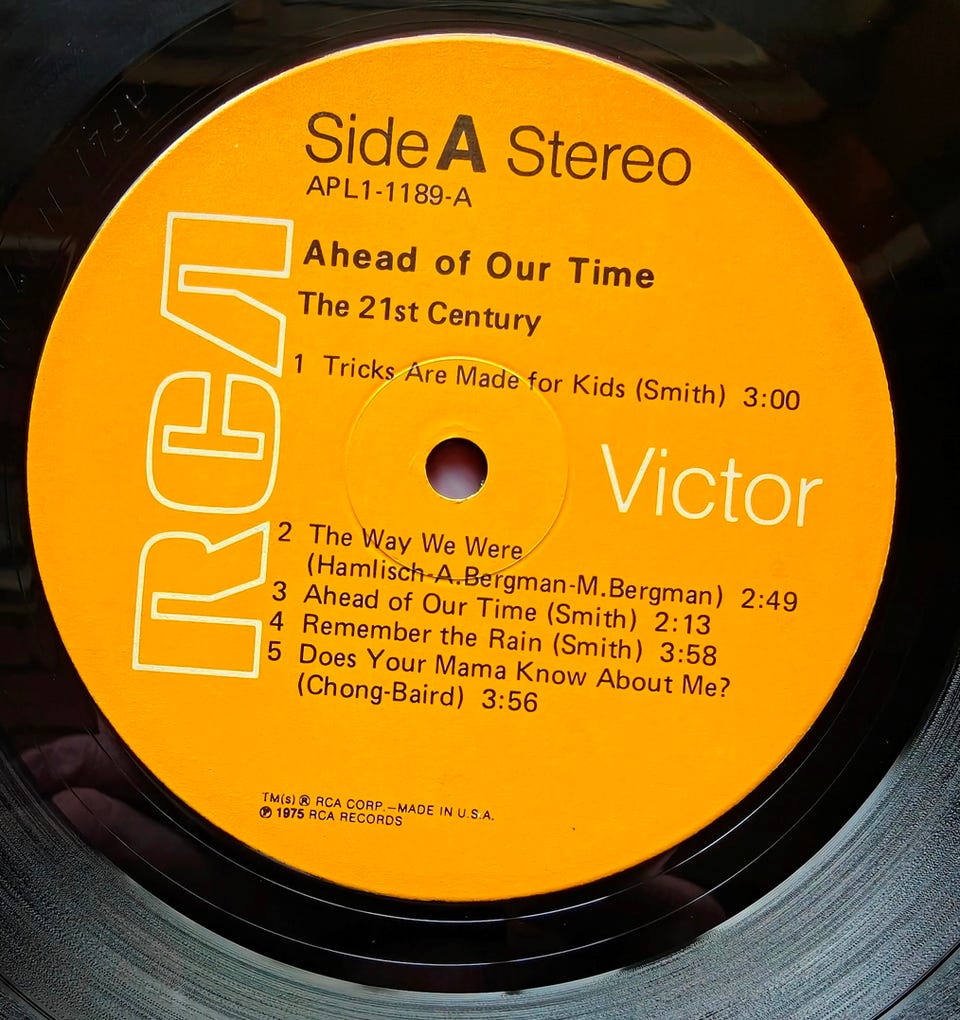 Side A Stereo
APL1-1189-A
Ahead of Our Time
The 21st Century
1 Tricks Are Made for Kids (Smith) 3:00
RCA
Victor
2 The Way We Were
(Hamlisch-A.Bergman-M.Bergman) 2:49
3 Ahead of Our Time (Smith) 2:13
4 Remember the Rain (Smith) 3:58
5 Does Your Mama Know About Me?
(Chong-Baird) 3:56
TM(s) ® RCA CORP.—MADE IN U.S.A.
℗ 1975 RCA RECORDS